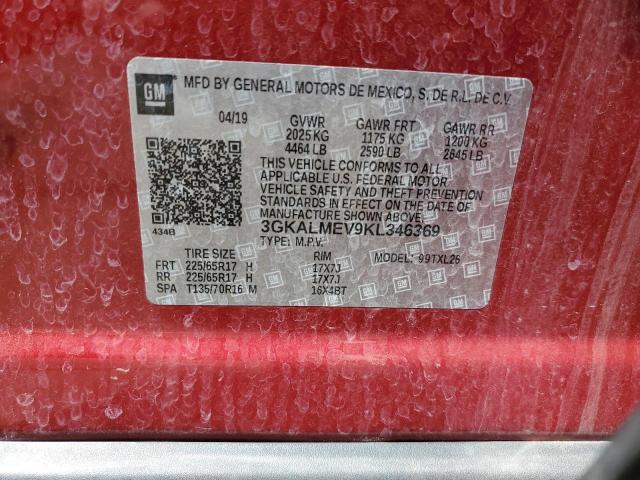 GM
MFD BY GENERAL MOTORS DE MEXICO, S. DE R.L. DE C.V.
04/19 GVWR GAWR FRT GAWR RR
2025 KG 1175 KG 1200 KG
4464 LB 2590 LB 2645 LB
THIS VEHICLE CONFORMS TO ALL
APPLICABLE U.S. FEDERAL MOTOR
VEHICLE SAFETY AND THEFT PREVENTION
STANDARDS IN EFFECT ON THE DATE OF
MANUFACTURE SHOWN ABOVE.
434B 3GKALMEV9KL346369
TYPE: M.P.V. MODEL: 99TXL26
TIRE SIZE RIM
FRT 225/65R17 H 17X7J
RR 225/65R17 H 17X7J
SPA T135/70R16 M 16X4BT